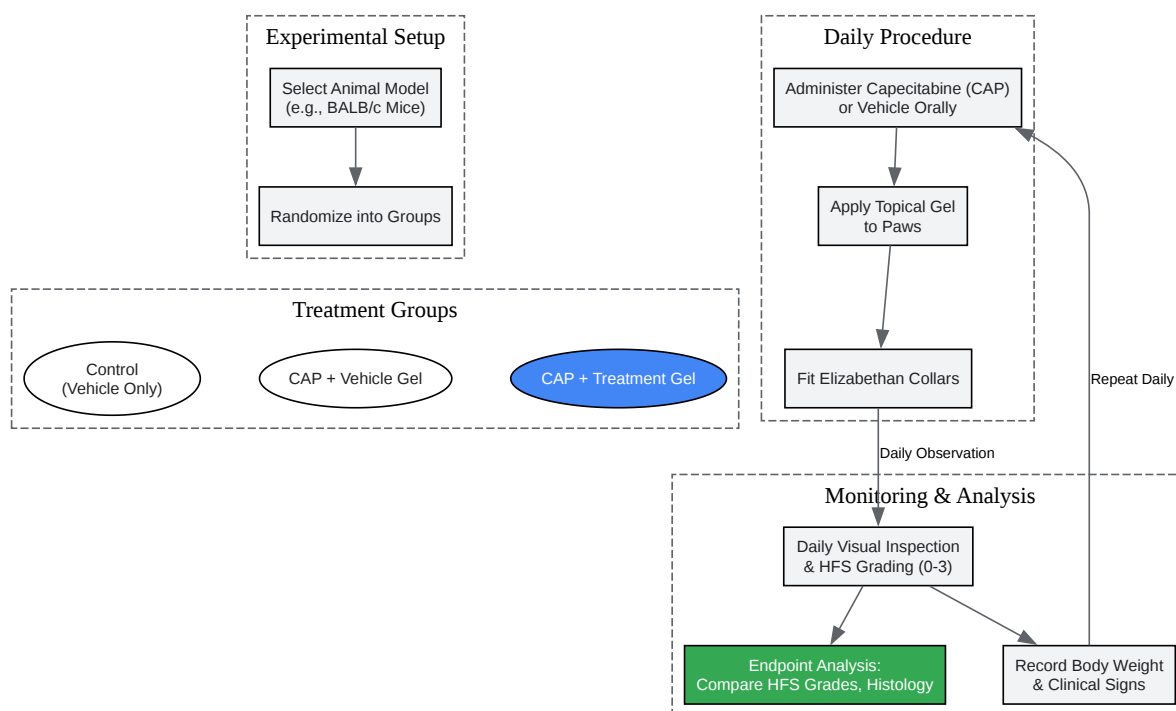 Experimental Setup
Select Animal Model
(e.g., BALB/c Mice)
Randomize into Groups
Treatment Groups
Control
(Vehicle Only)
CAP + Vehicle Gel
CAP + Treatment Gel
Daily Procedure
Administer Capecitabine (CAP)
or Vehicle Orally
Apply Topical Gel
to Paws
Fit Elizabethan Collars
Repeat Daily
Daily Observation
Monitoring & Analysis
Daily Visual Inspection
& HFS Grading (0-3)
Endpoint Analysis:
Compare HFS Grades, Histology
Record Body Weight
& Clinical Signs